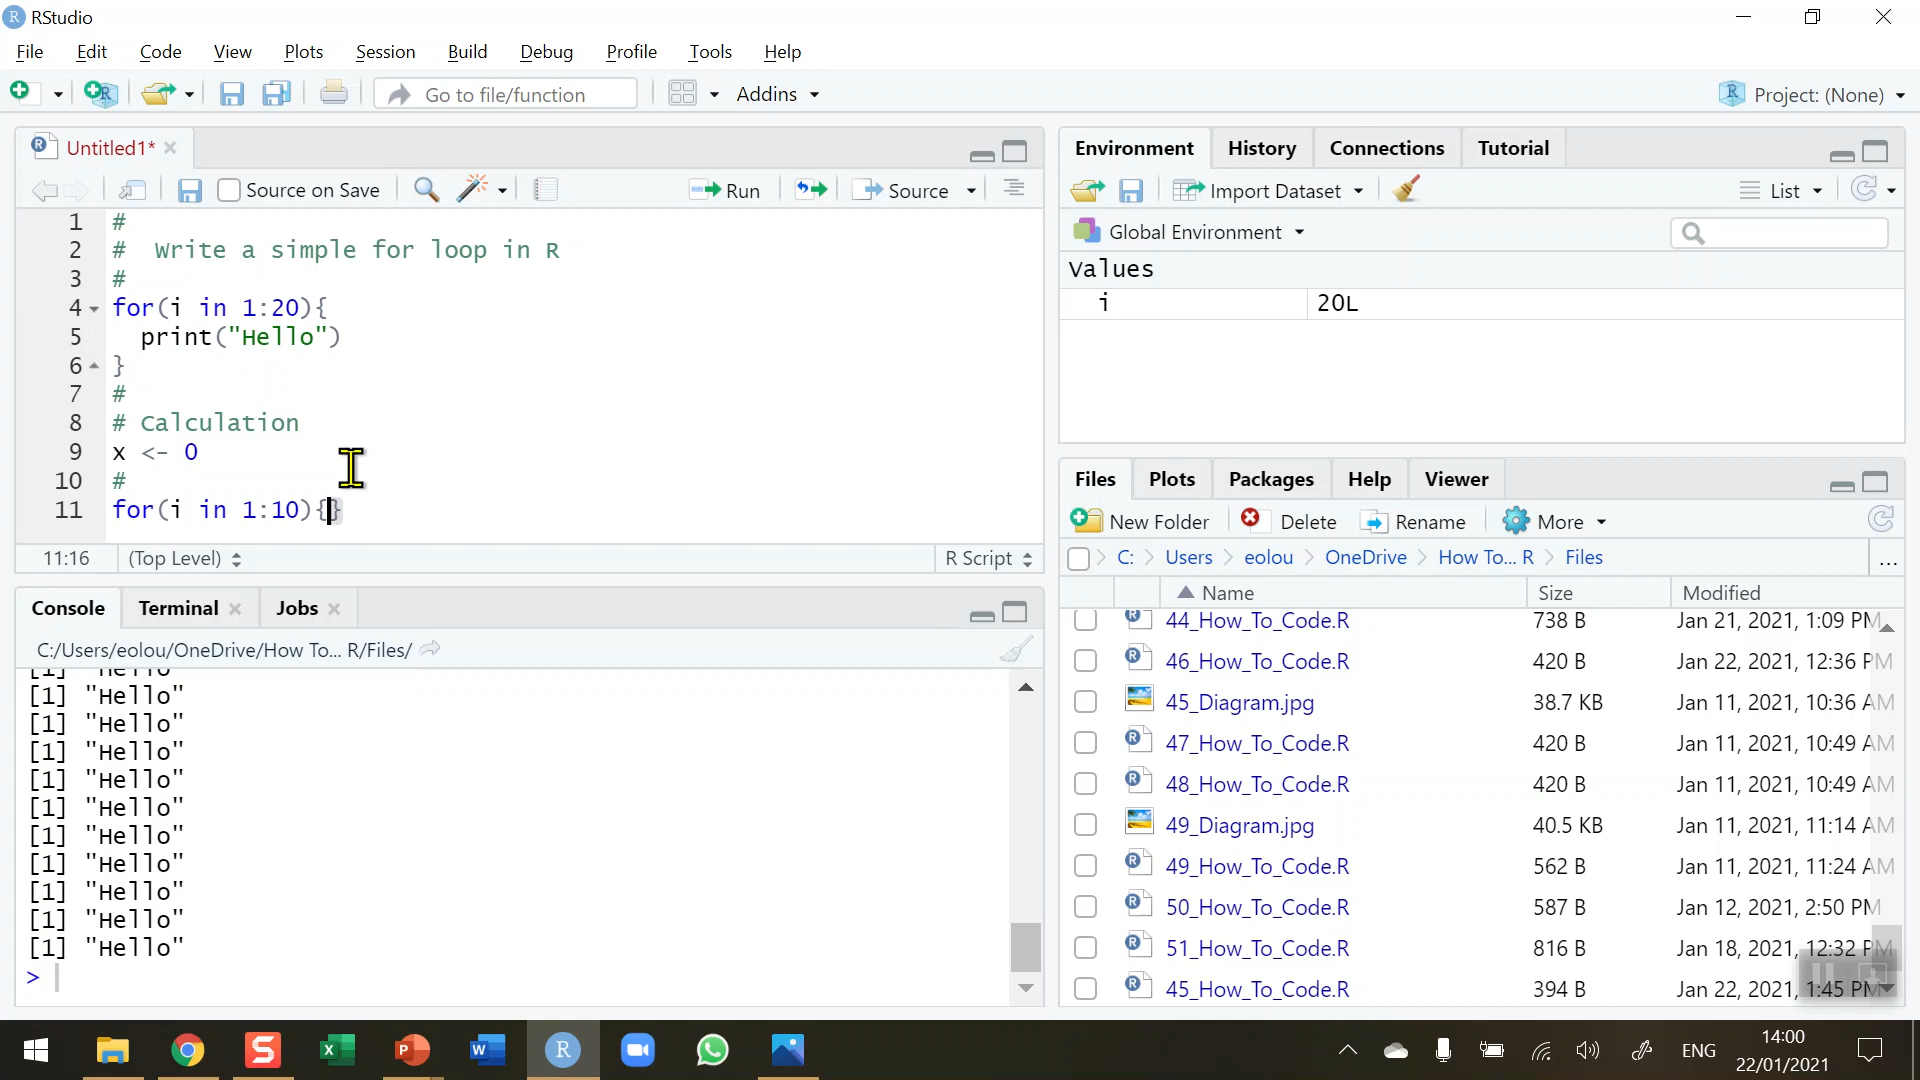 RStudio
File Edit Code View Plots Session Build Debug Profile Tools Help
Go to file/function Addins Project: (None)
Untitled1*
Source on Save Run Source
1 #
2 #  Write a simple for loop in R
3 #
4 for(i in 1:20){
5   print("Hello")
6 }
7 #
8 # Calculation
9 x <- 0
10 #
11 for(i in 1:10){}
11:16 (Top Level) R Script
Console Terminal Jobs
C:/Users/eolou/OneDrive/How To... R/Files/
[1] "Hello"
[1] "Hello"
[1] "Hello"
[1] "Hello"
[1] "Hello"
[1] "Hello"
[1] "Hello"
[1] "Hello"
[1] "Hello"
[1] "Hello"
[1] "Hello"
>
Environment History Connections Tutorial
Import Dataset List
Global Environment
Values
i 20L
Files Plots Packages Help Viewer
New Folder Delete Rename More
C: Users eolou OneDrive How To... R Files ...
Name Size Modified
44_How_To_Code.R 738 B Jan 21, 2021, 1:09 PM
46_How_To_Code.R 420 B Jan 22, 2021, 12:36 PM
45_Diagram.jpg 38.7 KB Jan 11, 2021, 10:36 AM
47_How_To_Code.R 420 B Jan 11, 2021, 10:49 AM
48_How_To_Code.R 420 B Jan 11, 2021, 10:49 AM
49_Diagram.jpg 40.5 KB Jan 11, 2021, 11:14 AM
49_How_To_Code.R 562 B Jan 11, 2021, 11:24 AM
50_How_To_Code.R 587 B Jan 12, 2021, 2:50 PM
51_How_To_Code.R 816 B Jan 18, 2021, 12:32 PM
45_How_To_Code.R 394 B Jan 22, 2021, 1:45 PM
ENG
14:00
22/01/2021